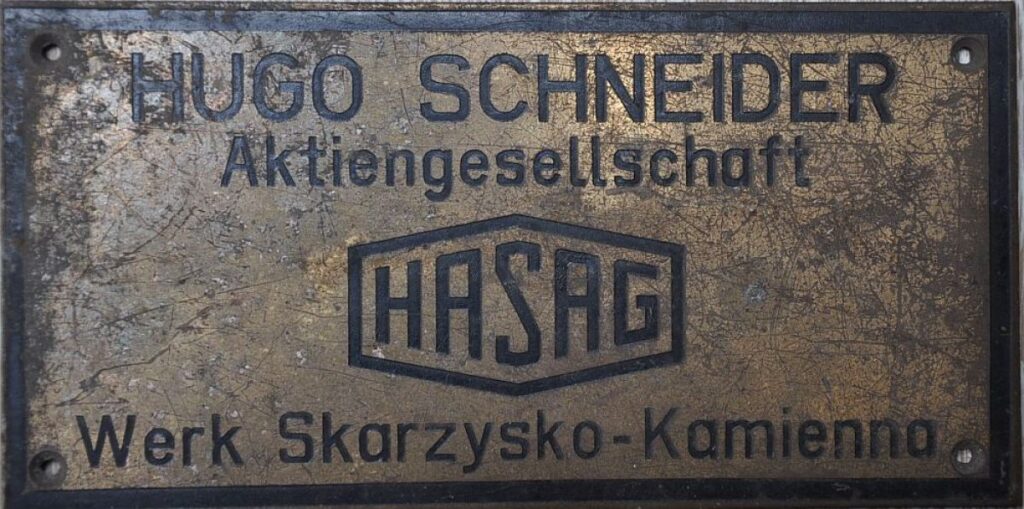 HUGO SCHNEIDER
Aktiengesellschaft
HASAG
Werk Skarzysko-Kamienna